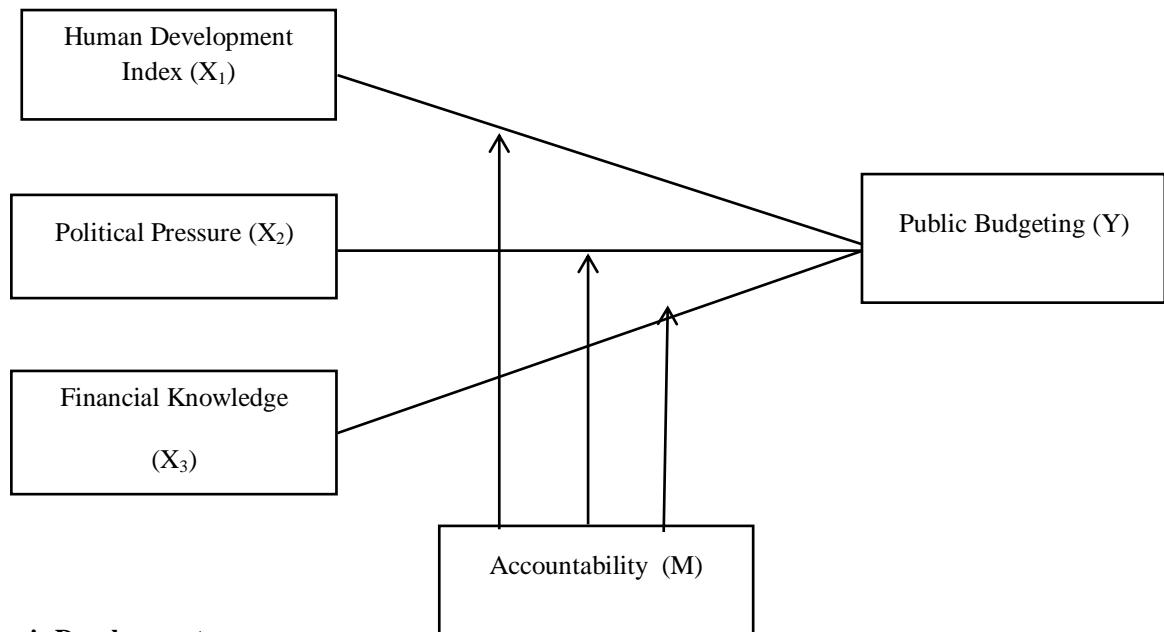 Human Development
Index (X₁)
Political Pressure (X₂)
Public Budgeting (Y)
Financial Knowledge
(X₃)
Accountability (M)